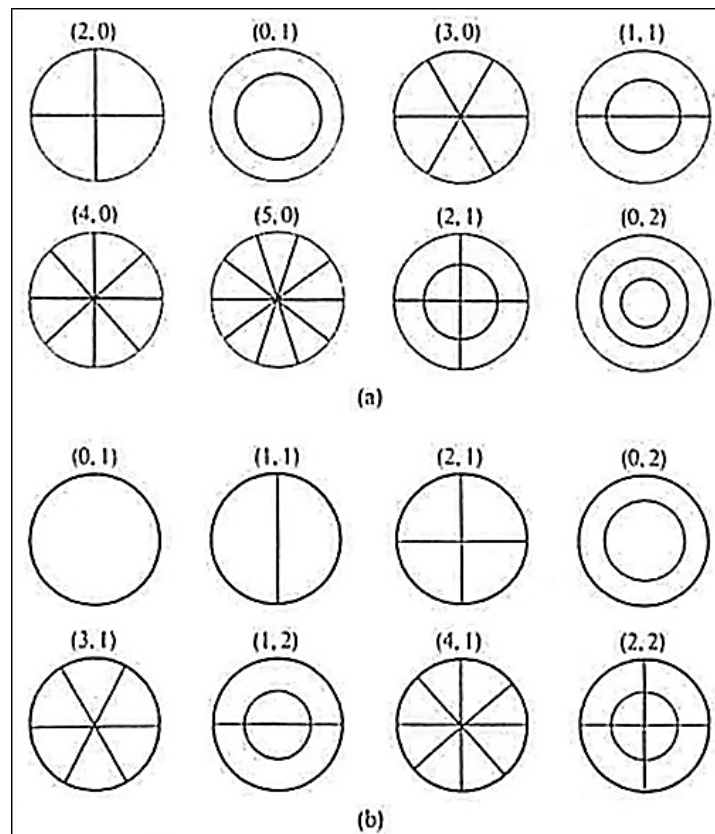 (2, 0) (0, 1) (3, 0) (1, 1)
(4, 0) (5, 0) (2, 1) (0, 2)
(a)
(0, 1) (1, 1) (2, 1) (0, 2)
(3, 1) (1, 2) (4, 1) (2, 2)
(b)